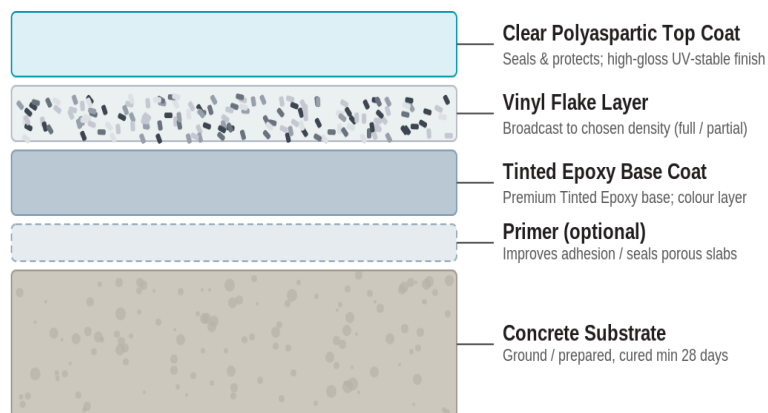 Clear Polyaspartic Top Coat
Seals & protects; high-gloss UV-stable finish
Vinyl Flake Layer
Broadcast to chosen density (full / partial)
Tinted Epoxy Base Coat
Premium Tinted Epoxy base; colour layer
Primer (optional)
Improves adhesion / seals porous slabs
Concrete Substrate
Ground / prepared, cured min 28 days